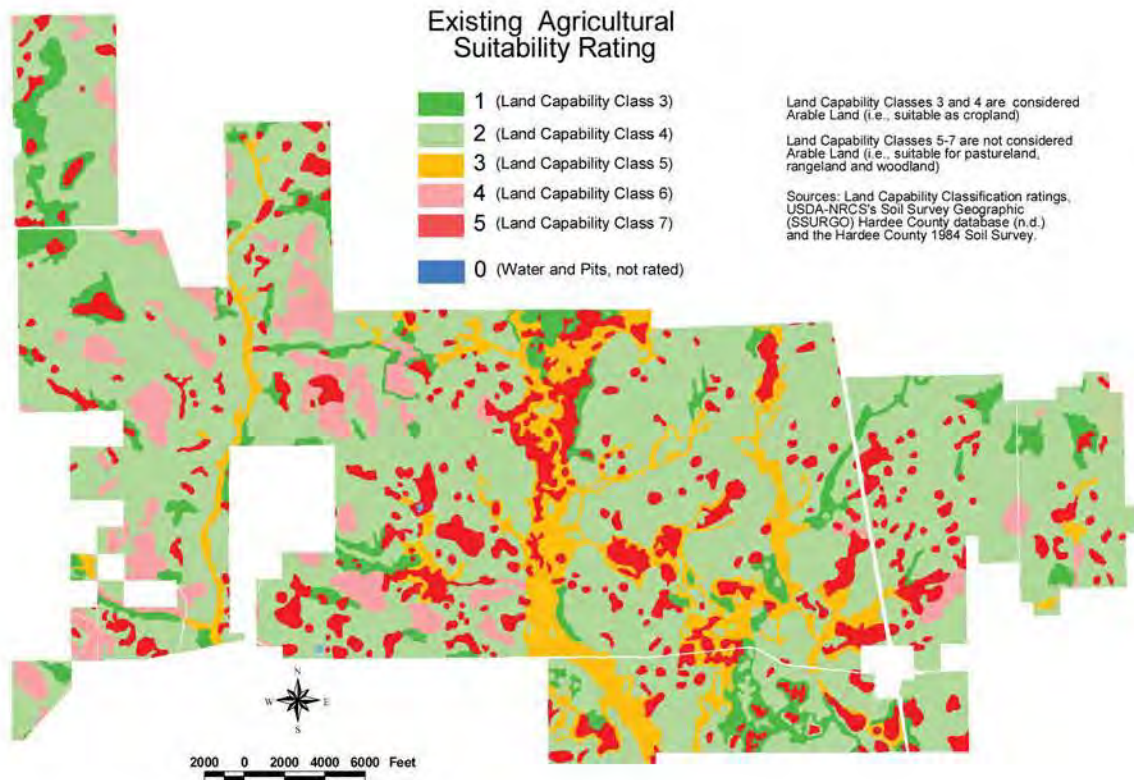 Existing Agricultural
Suitability Rating
1 (Land Capability Class 3)
2 (Land Capability Class 4)
3 (Land Capability Class 5)
4 (Land Capability Class 6)
5 (Land Capability Class 7)
0 (Water and Pits, not rated)
Land Capability Classes 3 and 4 are considered
Arable Land (i.e., suitable as cropland)
Land Capability Classes 5-7 are not considered
Arable Land (i.e., suitable for pastureland,
rangeland and woodland)
Sources: Land Capability Classification ratings,
USDA-NRCS's Soil Survey Geographic
(SSURGO) Hardee County database (n.d.)
and the Hardee County 1984 Soil Survey.
N
W E
S
2000 0 2000 4000 6000 Feet